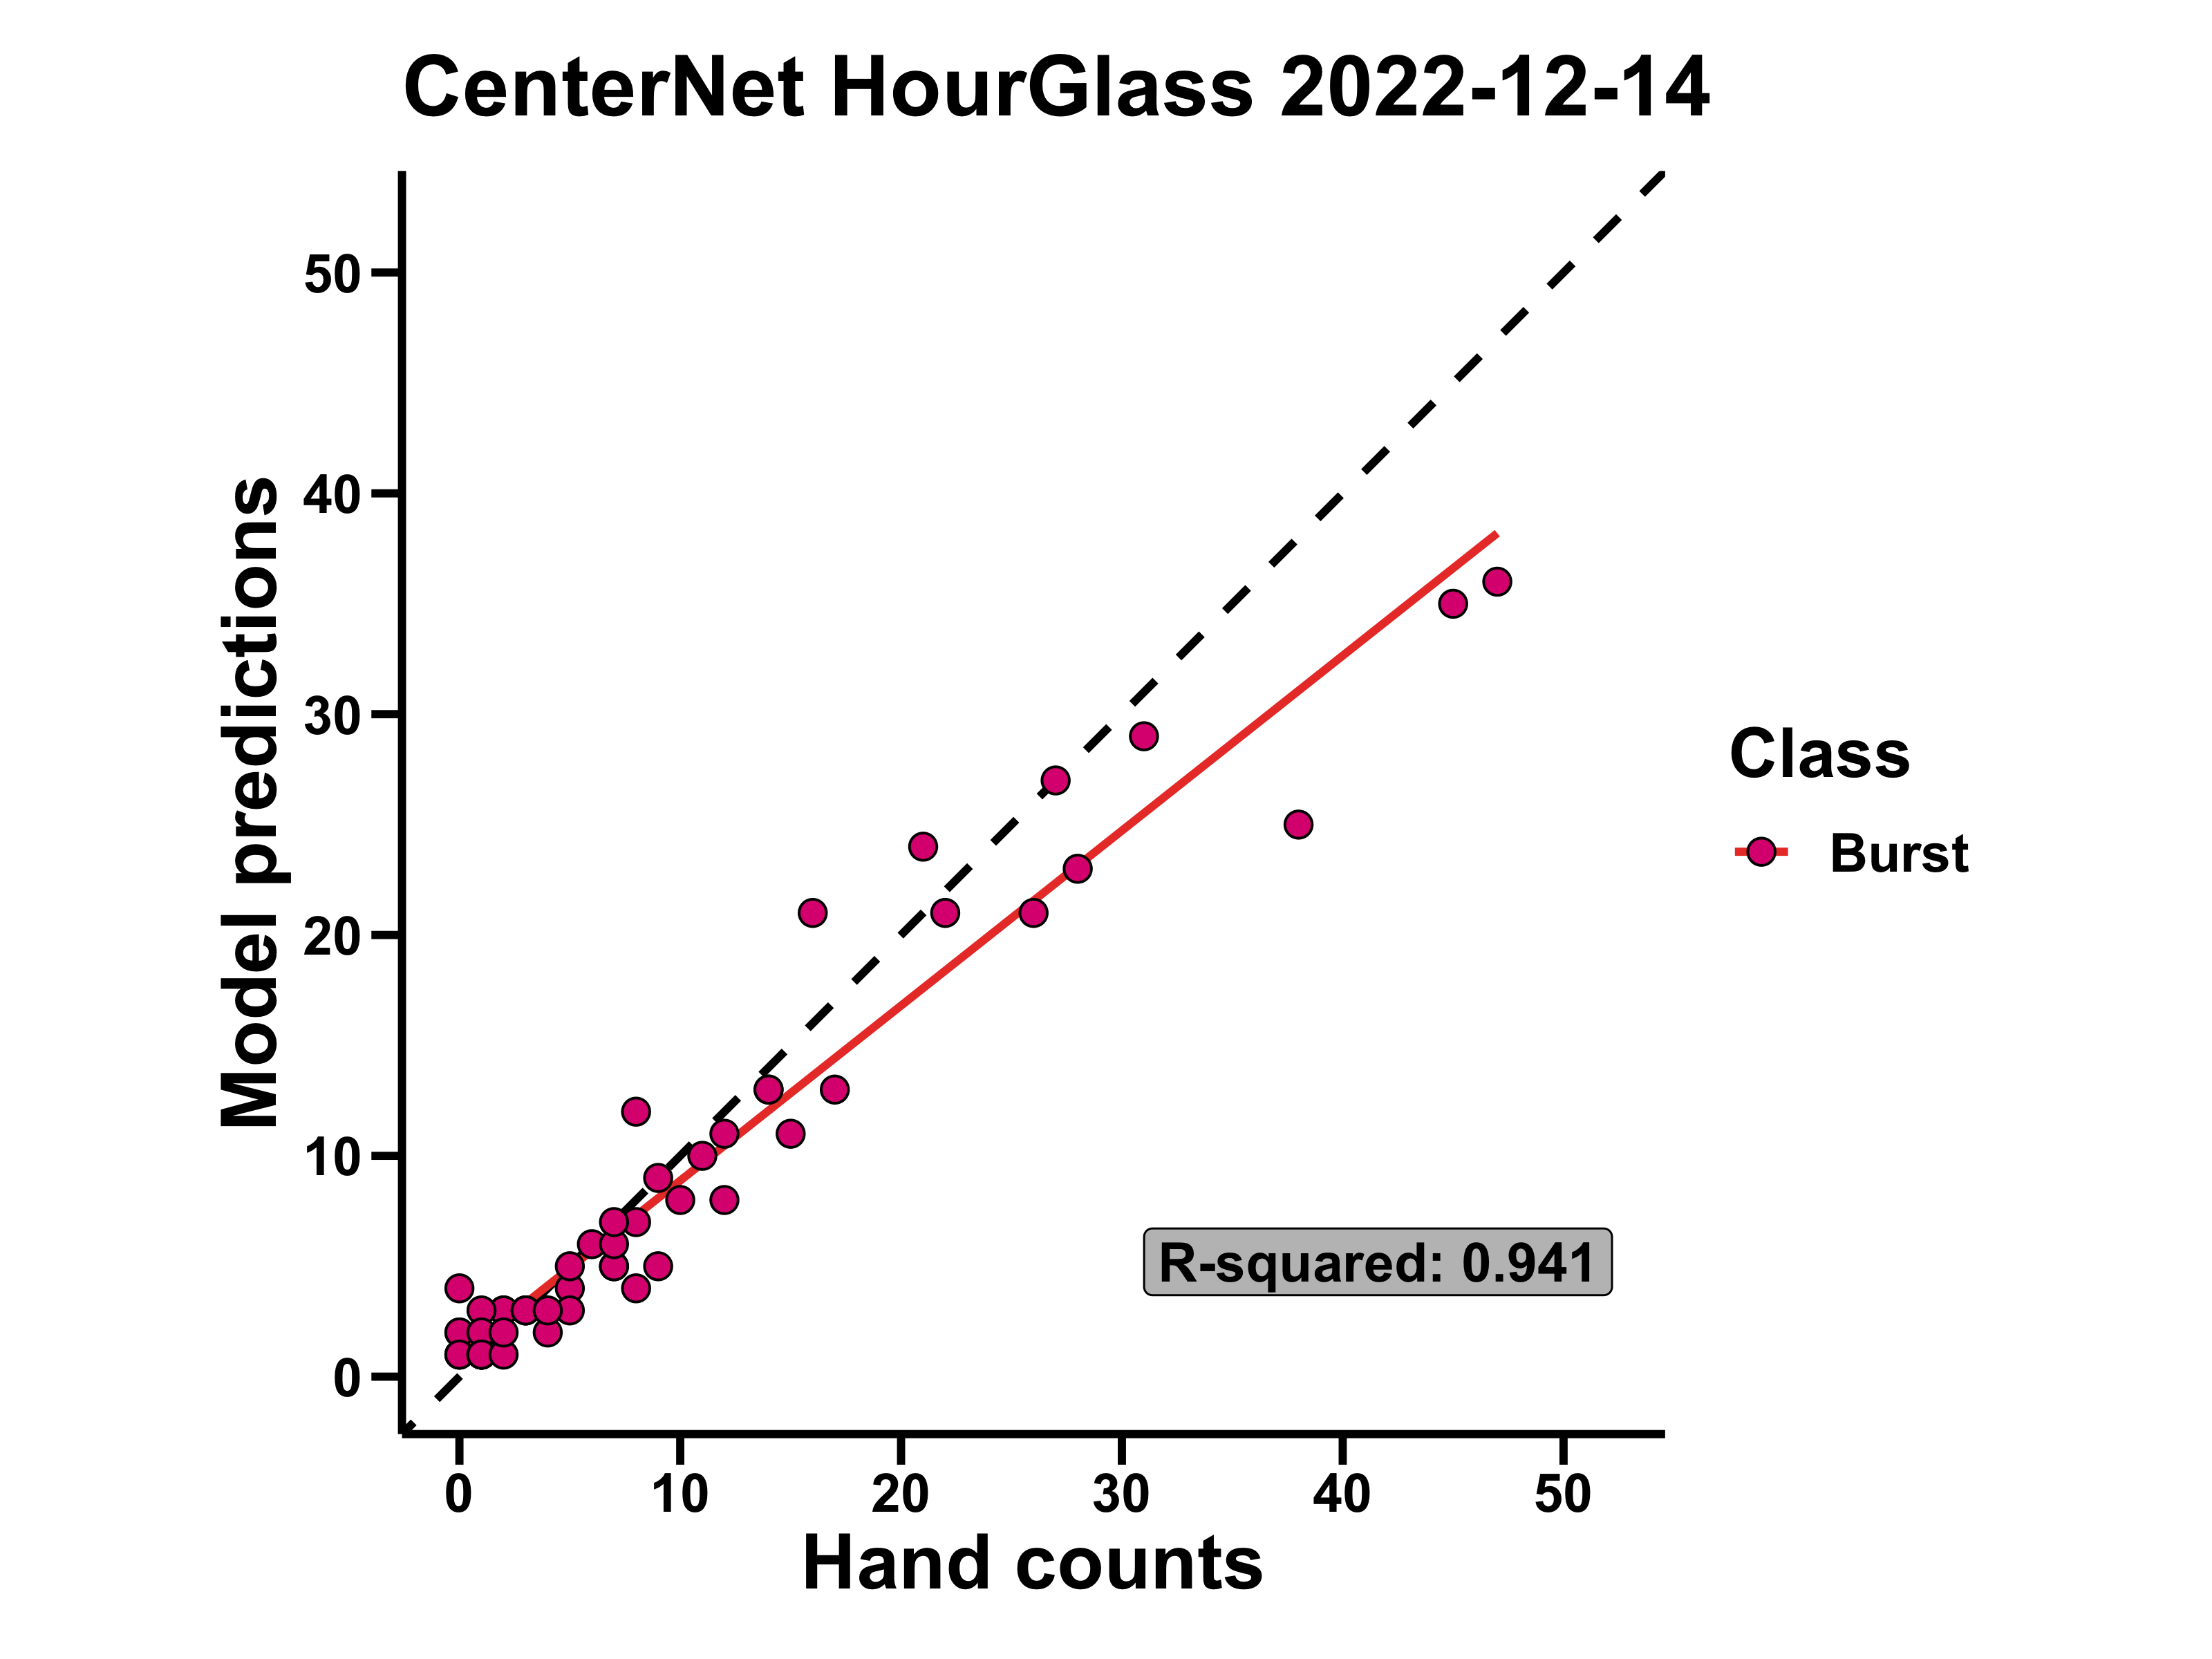 CenterNet HourGlass 2022-12-14
Model predictions
50
40
30
20
10
0
0 10 20 30 40 50
Hand counts
Class
Burst
R-squared: 0.941